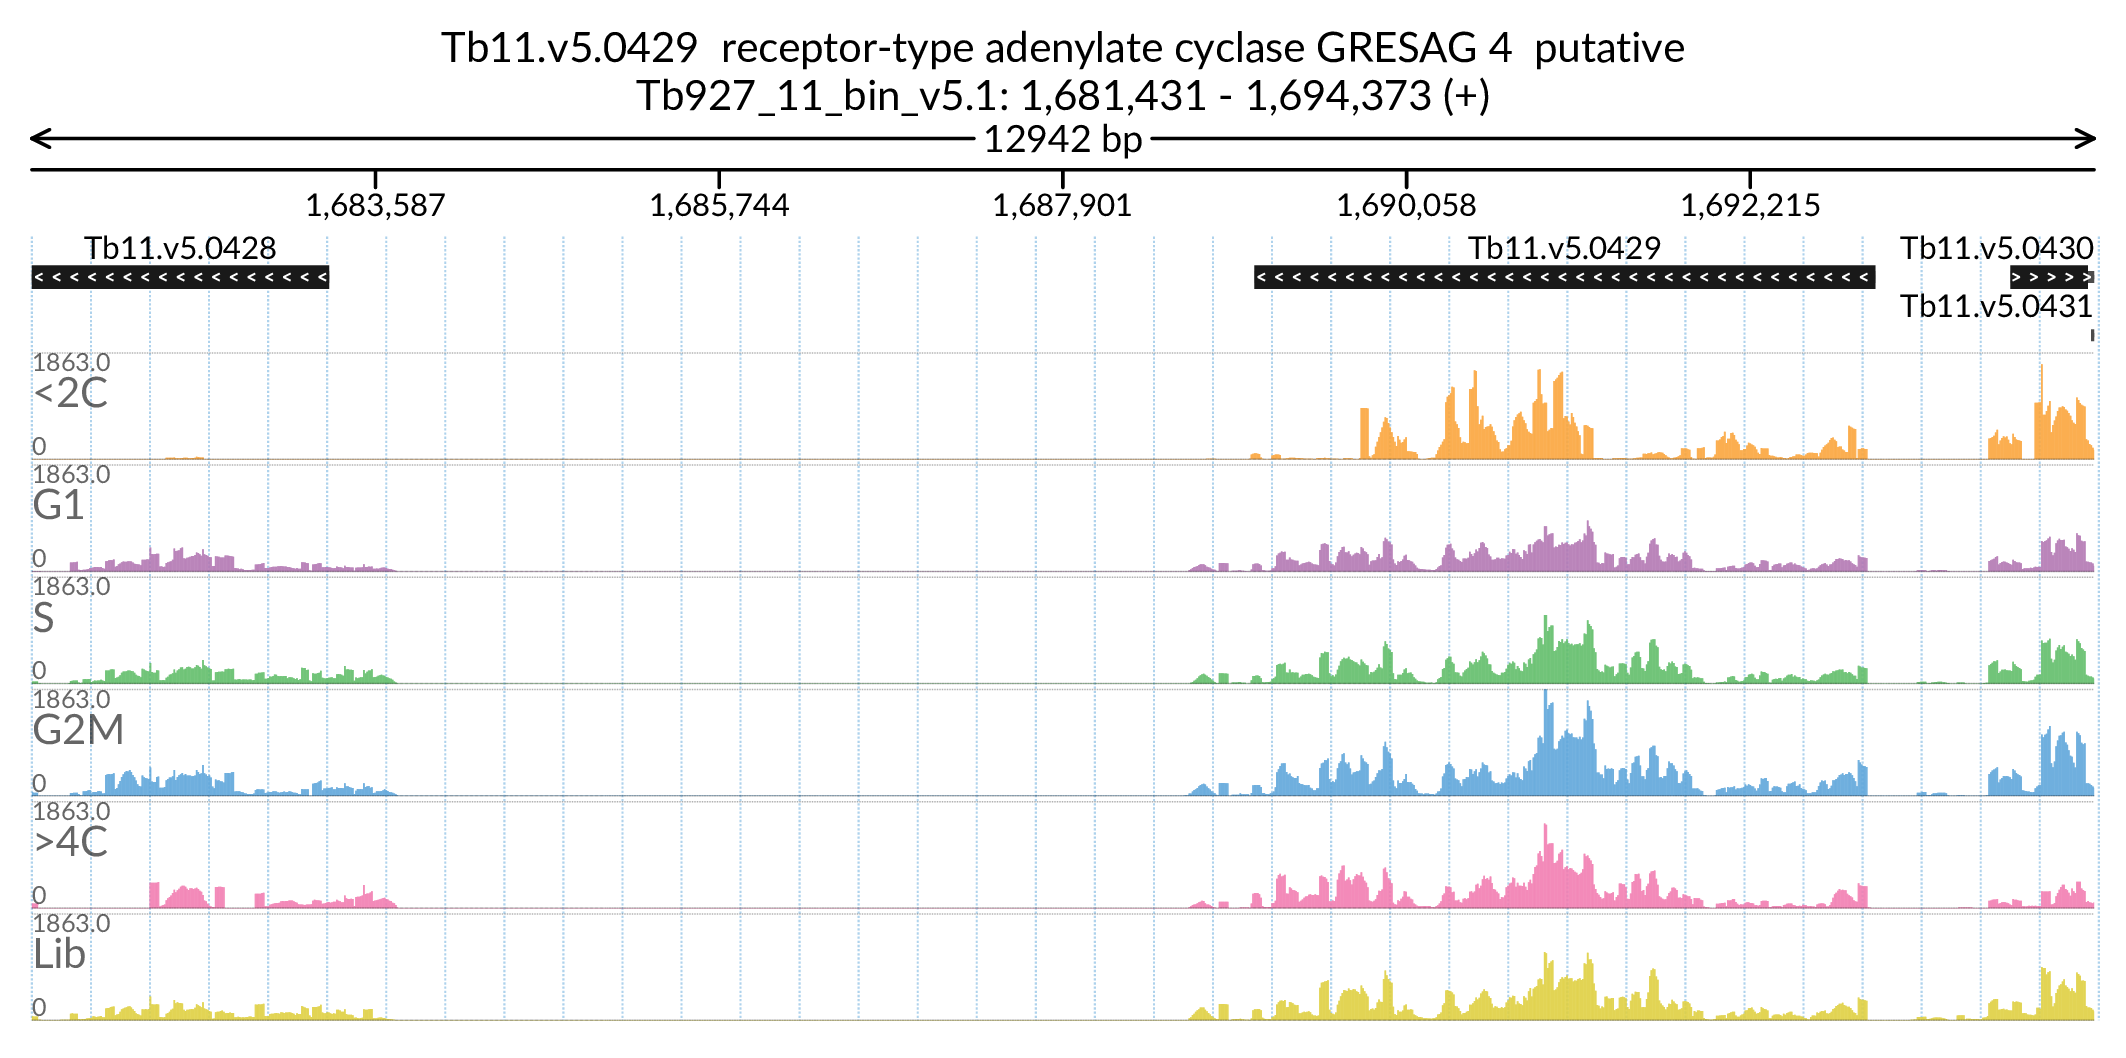 Tb11.v5.0429  receptor-type adenylate cyclase GRESAG 4  putative
Tb927_11_bin_v5.1: 1,681,431 - 1,694,373 (+)
12942 bp
1,683,587 1,685,744 1,687,901 1,690,058 1,692,215
Tb11.v5.0428 Tb11.v5.0429 Tb11.v5.0430
Tb11.v5.0431
1863.0
<2C
0
1863.0
G1
0
1863.0
S
0
1863.0
G2M
0
1863.0
>4C
0
1863.0
Lib
0